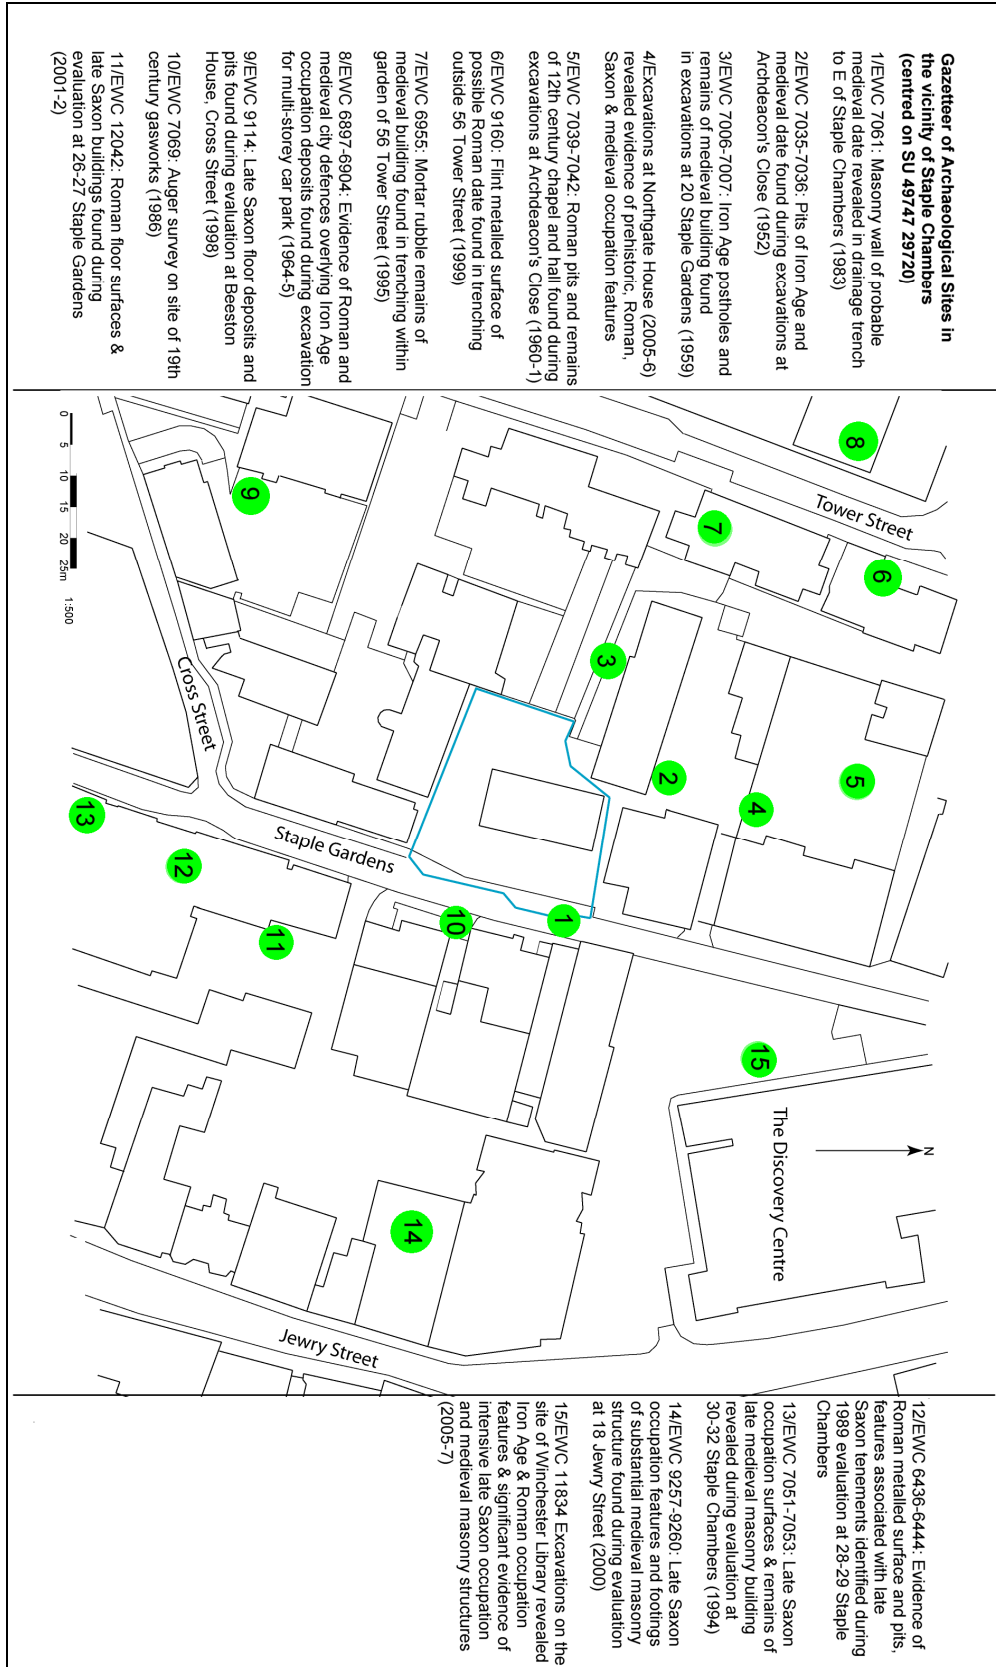 Gazetteer of Archaeological Sites in
the vicinity of Staple Chambers
(centred on SU 49747 29720)
1/EWC 7061: Masonry wall of probable
medieval date revealed in drainage trench
to E of Staple Chambers (1983)
2/EWC 7035-7036: Pits of Iron Age and
medieval date found during excavations at
Archdeacon's Close (1952)
3/EWC 7006-7007: Iron Age postholes and
remains of medieval building found
in excavations at 20 Staple Gardens (1959)
4/Excavations at Northgate House (2005-6)
revealed evidence of prehistoric, Roman,
Saxon & medieval occupation features
5/EWC 7039-7042: Roman pits and remains
of 12th century chapel and hall found during
excavations at Archdeacon's Close (1960-1)
6/EWC 9160: Flint metalled surface of
possible Roman date found in trenching
outside 56 Tower Street (1999)
7/EWC 6955: Mortar rubble remains of
medieval building found in trenching within
garden of 56 Tower Street (1995)
8/EWC 6897-6904: Evidence of Roman and
medieval city defences overlying Iron Age
occupation deposits found during excavation
for multi-storey car park (1964-5)
9/EWC 9114: Late Saxon floor deposits and
pits found during evaluation at Beeston
House, Cross Street (1998)
10/EWC 7069: Auger survey on site of 19th
century gasworks (1986)
11/EWC 12042: Roman floor surfaces &
late Saxon buildings found during
evaluation at 26-27 Staple Gardens
(2001-2)
8
Tower Street
7
6
9
3
2
4
5
Cross Street
Staple Gardens
13
12
11
10
1
15
The Discovery Centre
N
14
Jewry Street
0 5 10 15 20 25m 1:500
12/EWC 6436-6444: Evidence of
Roman metalled surface and pits,
features associated with late
Saxon tenements identified during
1989 evaluation at 28-29 Staple
Chambers
13/EWC 7051-7053: Late Saxon
occupation surfaces & remains of
late medieval masonry building
revealed during evaluation at
30-32 Staple Chambers (1994)
14/EWC 9257-9260: Late Saxon
occupation features and footings
of substantial medieval masonry
structure found during evaluation
at 18 Jewry Street (2000)
15/EWC 11834 Excavations on the
site of Winchester Library revealed
Iron Age & Roman occupation
features & significant evidence of
intensive late Saxon occupation
and medieval masonry structures
(2005-7)